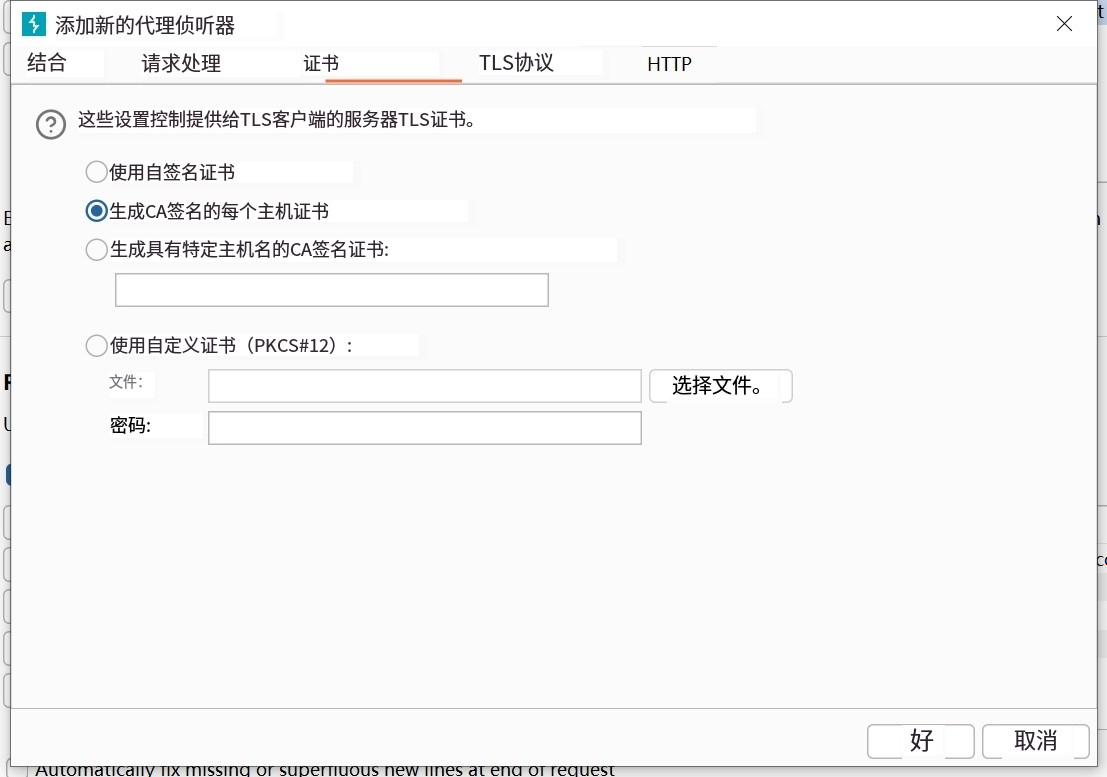 添加新的代理侦听器
结合 请求处理 证书 TLS协议 HTTP
这些设置控制提供给TLS客户端的服务器TLS证书。
使用自签名证书
生成CA签名的每个主机证书
生成具有特定主机名的CA签名证书:
使用自定义证书（PKCS#12）:
文件:
选择文件。
密码:
好 取消
Automatically fix missing or superfluous new lines at end of request